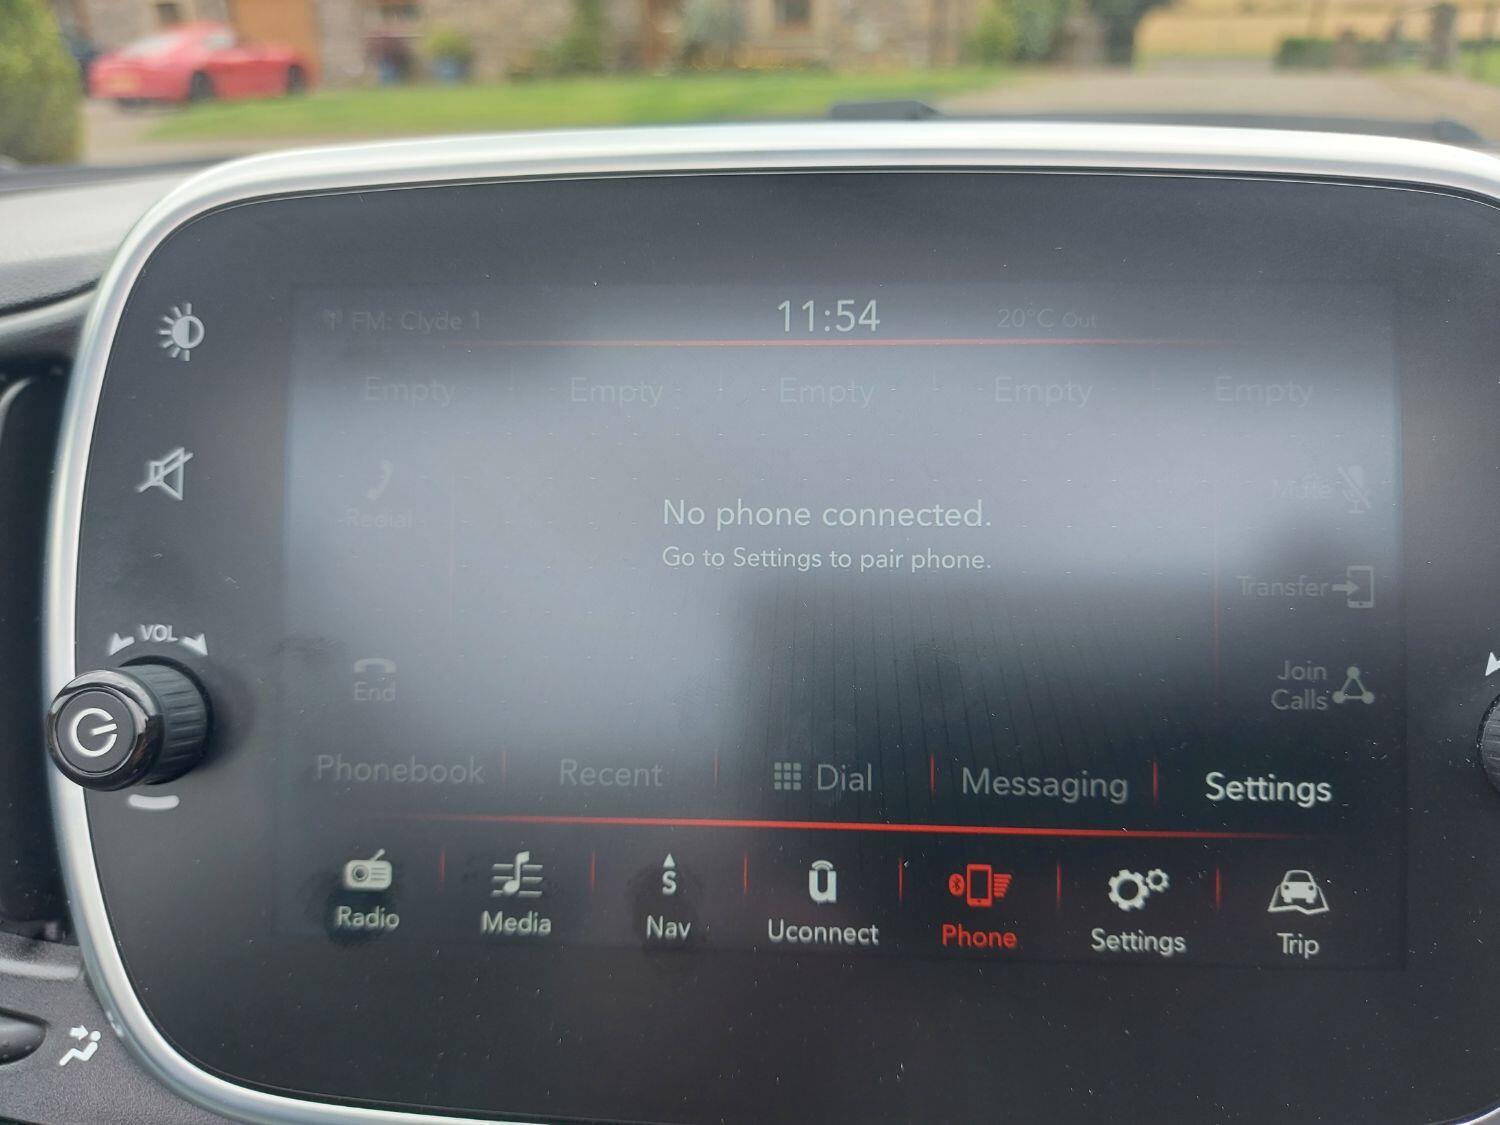 FM: Clyde 1 11:54 20°C Out
Empty Empty Empty Empty Empty
Redial
Mute
No phone connected.
Go to Settings to pair phone.
Transfer
VOL
End
Join
Calls
Phonebook Recent Dial Messaging Settings
Radio Media Nav Uconnect Phone Settings Trip